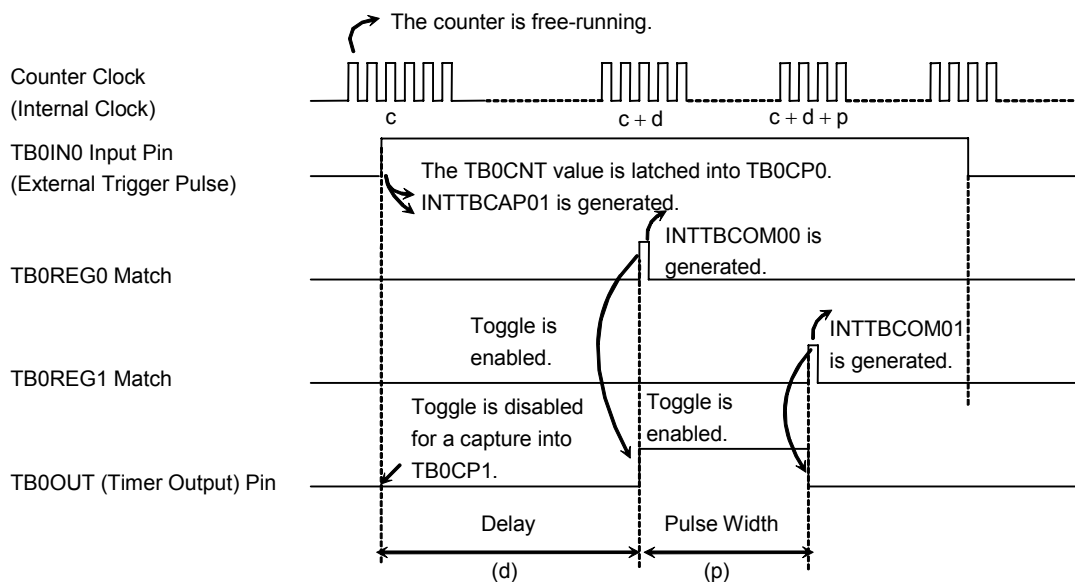 The counter is free-running.
Counter Clock
(Internal Clock)
c
c + d
c + d + p
TB0IN0 Input Pin
(External Trigger Pulse)
The TB0CNT value is latched into TB0CP0.
INTTBCAP01 is generated.
INTTBCOM00 is
generated.
TB0REG0 Match
Toggle is
enabled.
INTTBCOM01
is generated.
TB0REG1 Match
Toggle is disabled
for a capture into
TB0CP1.
Toggle is
enabled.
TB0OUT (Timer Output) Pin
Delay
Pulse Width
(d)
(p)